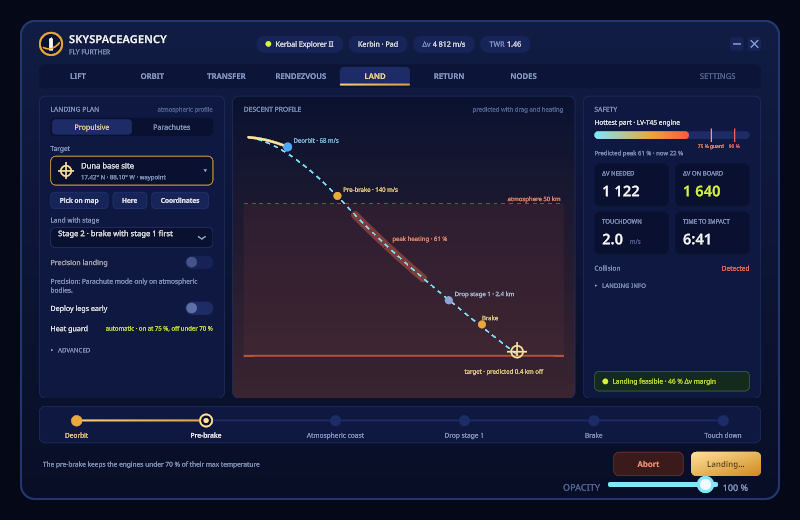 SKYSPACEAGENCY
FLY FURTHER
Kerbal Explorer II
Kerbin · Pad
Δv 4 812 m/s
TWR 1.46
LIFT
ORBIT
TRANSFER
RENDEZVOUS
LAND
RETURN
NODES
SETTINGS
LANDING PLAN
atmospheric profile
Propulsive
Parachutes
Target
Duna base site
17.42° N · 88.10° W · waypoint
Pick on map
Here
Coordinates
Land with stage
Stage 2 · brake with stage 1 first
Precision landing
Precision: Parachute mode only on atmospheric
bodies.
Deploy legs early
Heat guard
automatic · on at 75 %, off under 70 %
ADVANCED
DESCENT PROFILE
predicted with drag and heating
Deorbit · 68 m/s
Pre-brake · 140 m/s
atmosphere 50 km
peak heating · 61 %
Drop stage 1 · 2.4 km
Brake
target · predicted 0.4 km off
SAFETY
Hottest part · LV-T45 engine
75 % guard
90 %
Predicted peak 61 % · now 23 %
ΔV NEEDED
1 122
ΔV ON BOARD
1 640
TOUCHDOWN
2.0 m/s
TIME TO IMPACT
6:41
Collision
Detected
LANDING INFO
Landing feasible · 46 % Δv margin
Deorbit
Pre-brake
Atmospheric coast
Drop stage 1
Brake
Touch down
The pre-brake keeps the engines under 70 % of their max temperature
Abort
Landing...
OPACITY
100 %